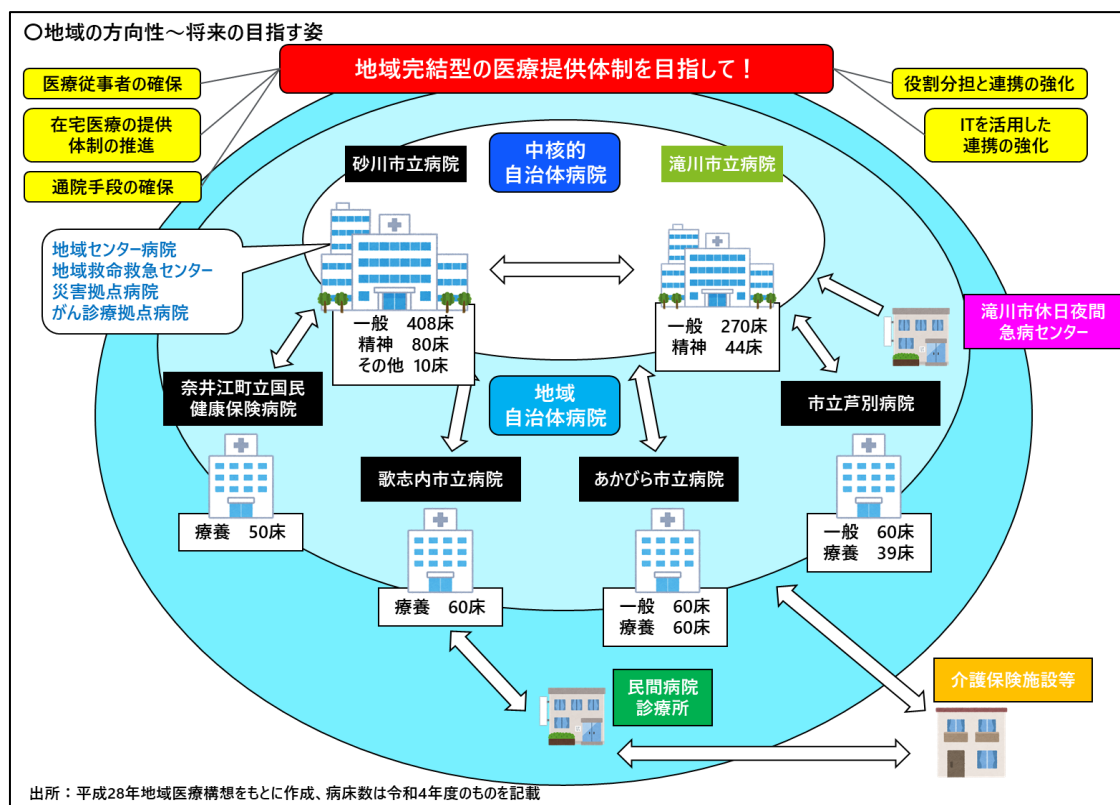 〇地域の方向性～将来の目指す姿
地域完結型の医療提供体制を目指して！
医療従事者の確保
在宅医療の提供
体制の推進
通院手段の確保
役割分担と連携の強化
ITを活用した
連携の強化
砂川市立病院
中核的
自治体病院
滝川市立病院
地域センター病院
地域救命救急センター
災害拠点病院
がん診療拠点病院
一般 408床
精神 80床
その他 10床
一般 270床
精神 44床
滝川市休日夜間
急病センター
奈井江町立国民
健康保険病院
地域
自治体病院
市立芦別病院
歌志内市立病院
あかびら市立病院
療養 50床
一般 60床
療養 39床
療養 60床
一般 60床
療養 60床
民間病院
診療所
介護保険施設等
出所：平成28年地域医療構想をもとに作成、病床数は令和4年度のものを記載